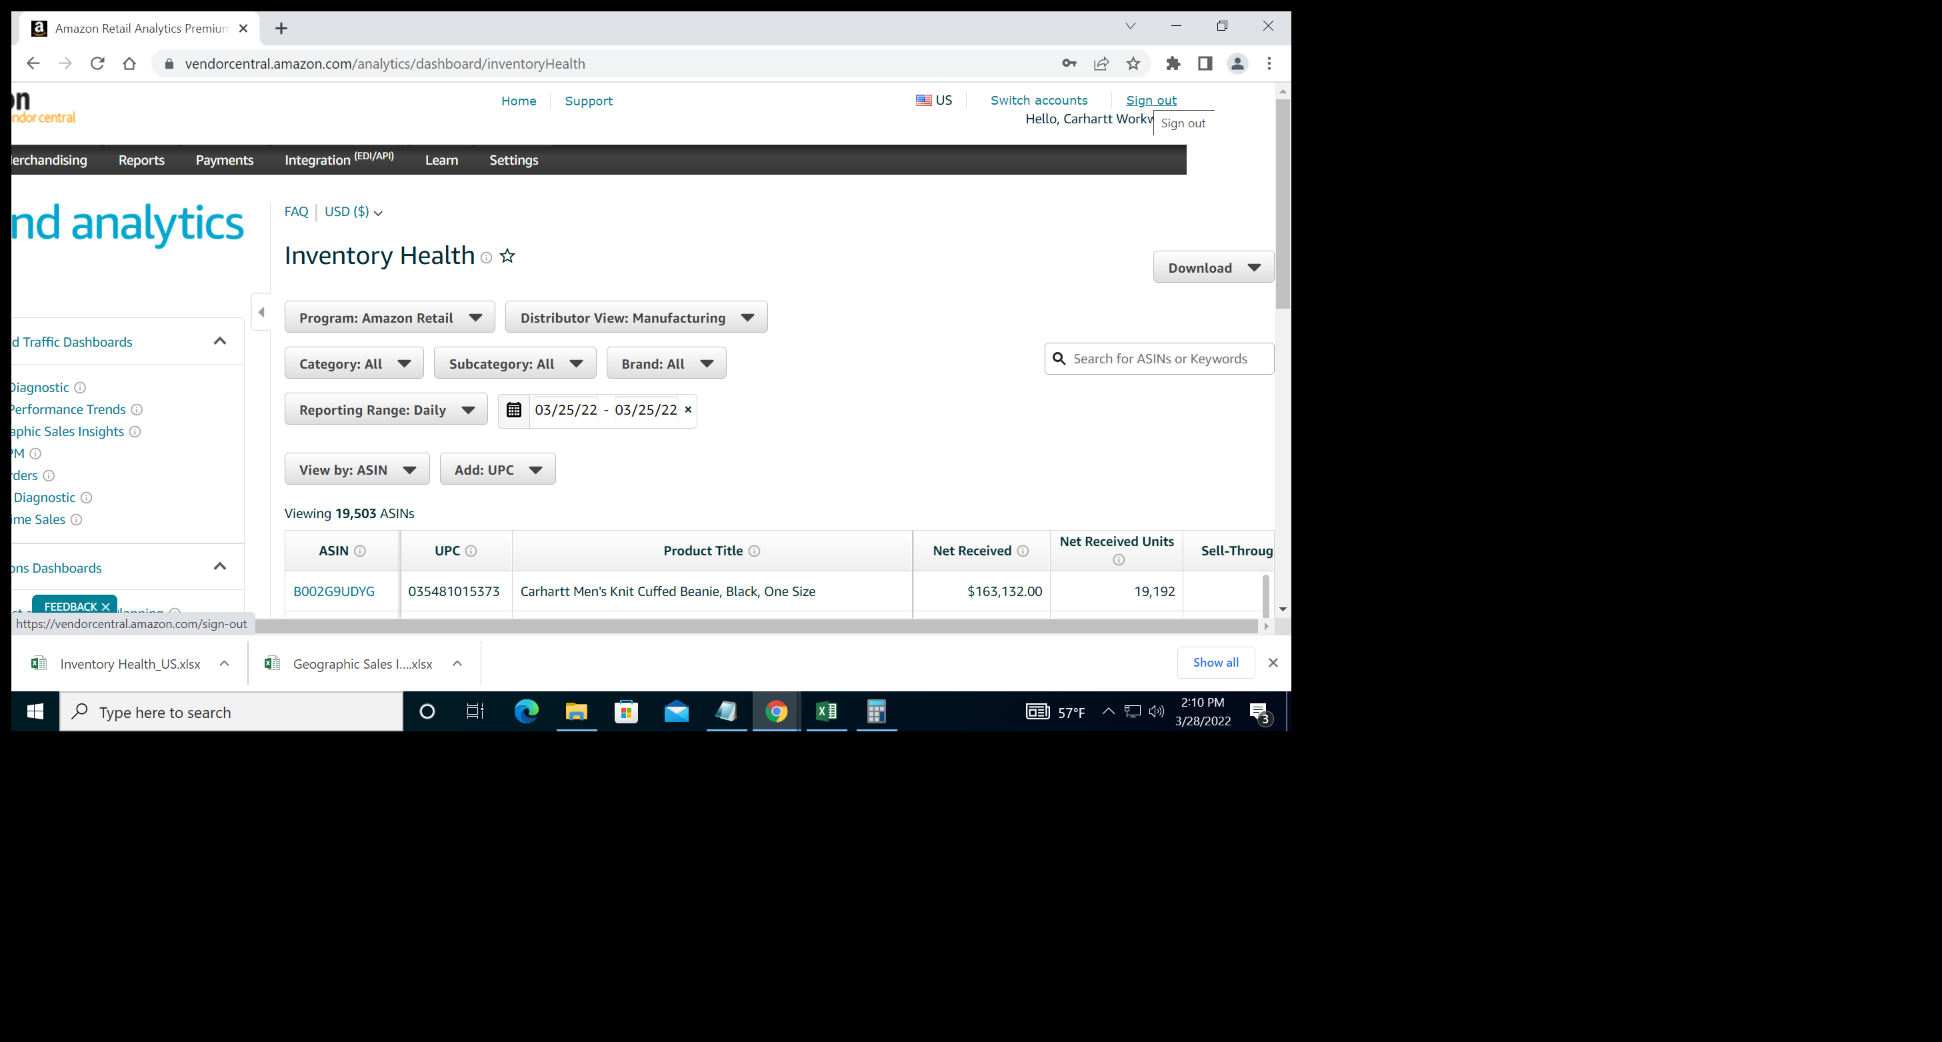 Amazon Retail Analytics Premium
vendorcentral.amazon.com/analytics/dashboard/inventoryHealth
on
Home Support US Switch accounts Sign out
ndor central
Hello, Carhartt Workw
Sign out
erchandising Reports Payments Integration (EDI/API) Learn Settings
nd analytics
FAQ USD ($)
Inventory Health
Download
Program: Amazon Retail Distributor View: Manufacturing
d Traffic Dashboards
Category: All Subcategory: All Brand: All
Search for ASINs or Keywords
Diagnostic
Performance Trends
Reporting Range: Daily 03/25/22 - 03/25/22 ×
aphic Sales Insights
PM
rders
View by: ASIN Add: UPC
Diagnostic
ime Sales
Viewing 19,503 ASINs
ASIN UPC Product Title Net Received Net Received Units Sell-Throug
ons Dashboards
B002G9UDYG 035481015373 Carhartt Men's Knit Cuffed Beanie, Black, One Size $163,132.00 19,192
FEEDBACK ×
https://vendorcentral.amazon.com/sign-out
Inventory Health_US.xlsx Geographic Sales I....xlsx Show all
Type here to search
57°F
2:10 PM
3/28/2022
3